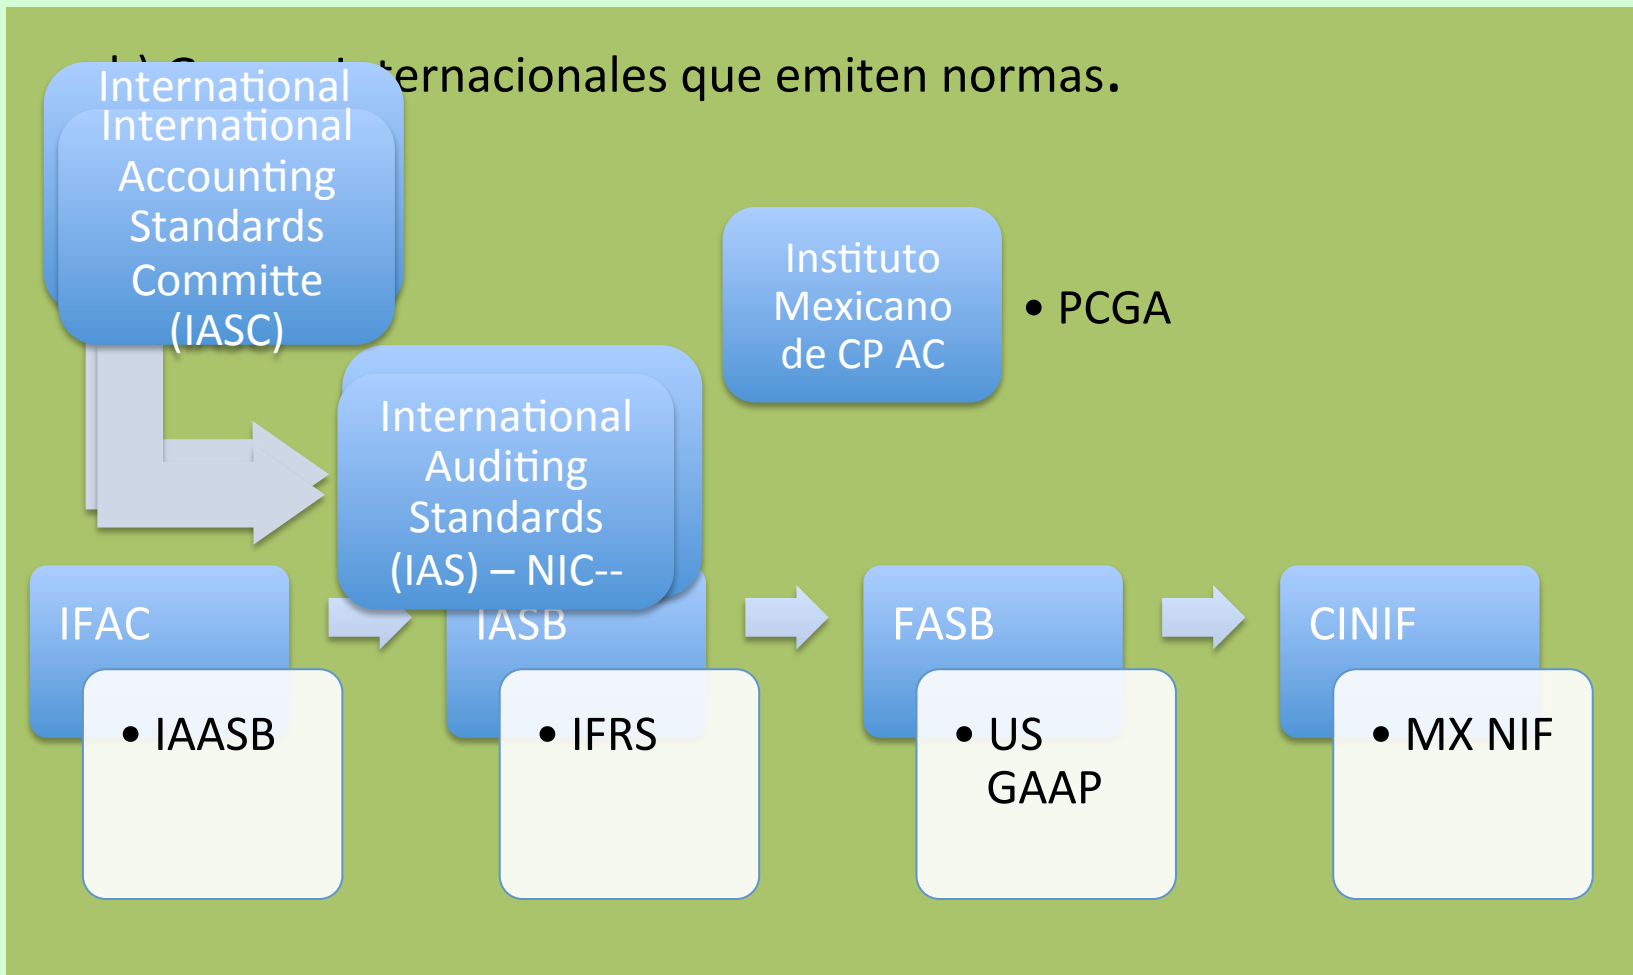 ernacionales que emiten normas.
International
International
Accounting
Standards
Committe
(IASC)
Instituto
Mexicano
de CP AC
• PCGA
International
Auditing
Standards
(IAS) – NIC--
IFAC
IASB
FASB
CINIF
• IAASB
• IFRS
• US
GAAP
• MX NIF